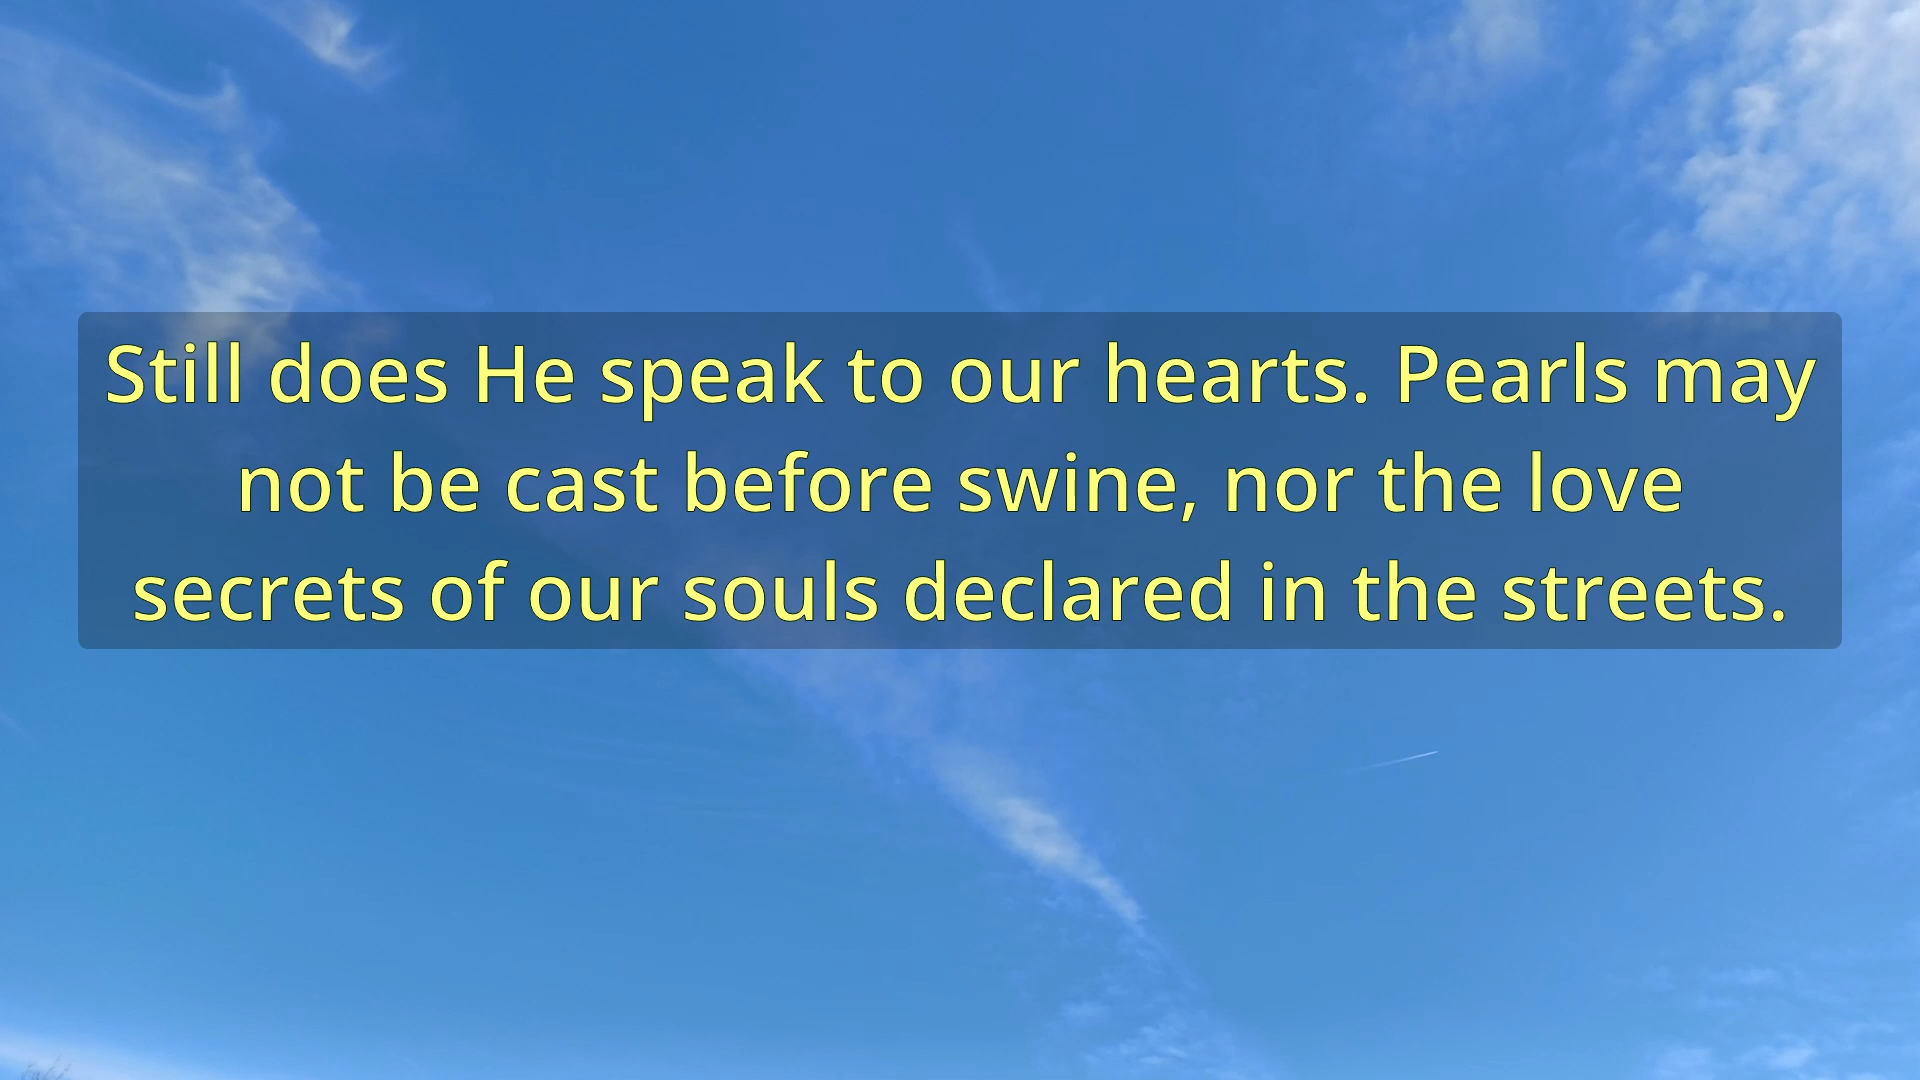 Still does He speak to our hearts. Pearls may
not be cast before swine, nor the love
secrets of our souls declared in the streets.